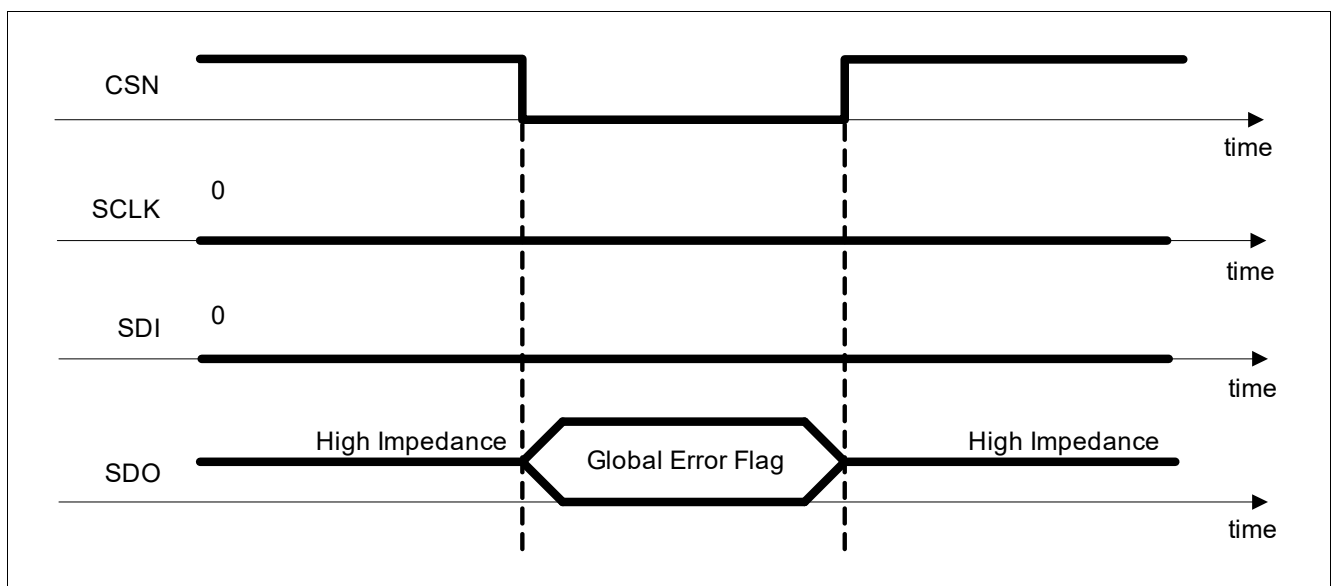 CSN
time
0
SCLK
time
0
SDI
time
High Impedance
Global Error Flag
High Impedance
SDO
time